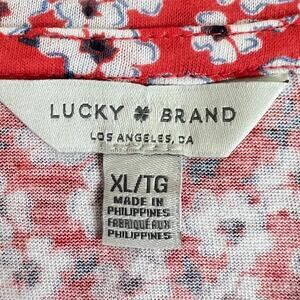 LUCKY BRAND
LOS ANGELES, CA
XL/TG
MADE IN
PHILIPPINES
FABRIQUÉ AUX
PHILIPPINES